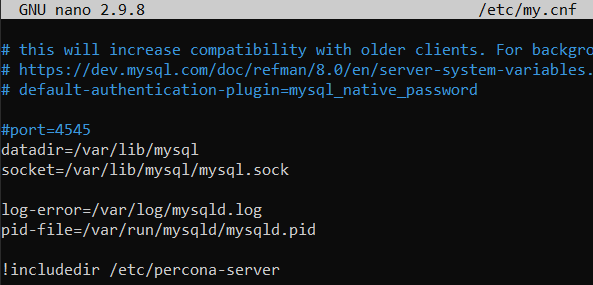 GNU nano 2.9.8 /etc/my.cnf
# this will increase compatibility with older clients. For backgro
# https://dev.mysql.com/doc/refman/8.0/en/server-system-variables.
# default-authentication-plugin=mysql_native_password
#port=4545
datadir=/var/lib/mysql
socket=/var/lib/mysql/mysql.sock
log-error=/var/log/mysqld.log
pid-file=/var/run/mysqld/mysqld.pid
!includedir /etc/percona-server